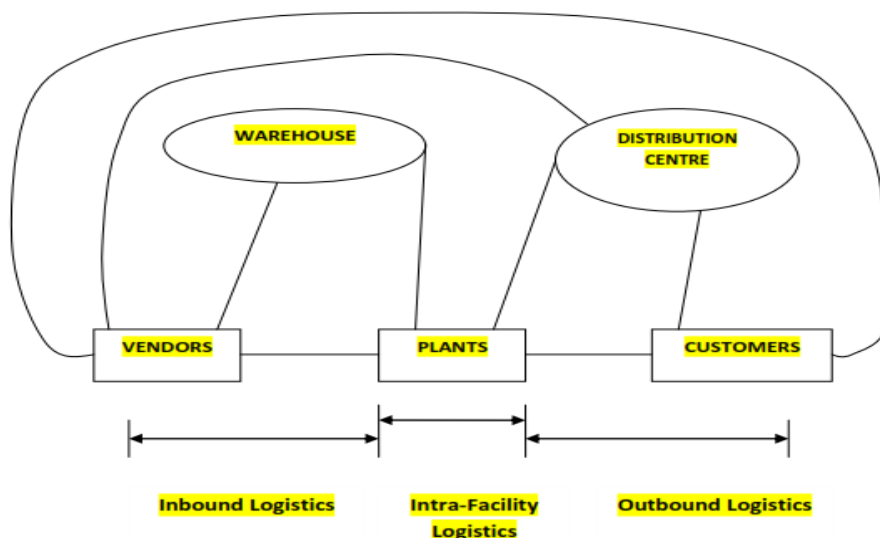 WAREHOUSE
DISTRIBUTION
CENTRE
VENDORS
PLANTS
CUSTOMERS
Inbound Logistics
Intra-Facility
Logistics
Outbound Logistics